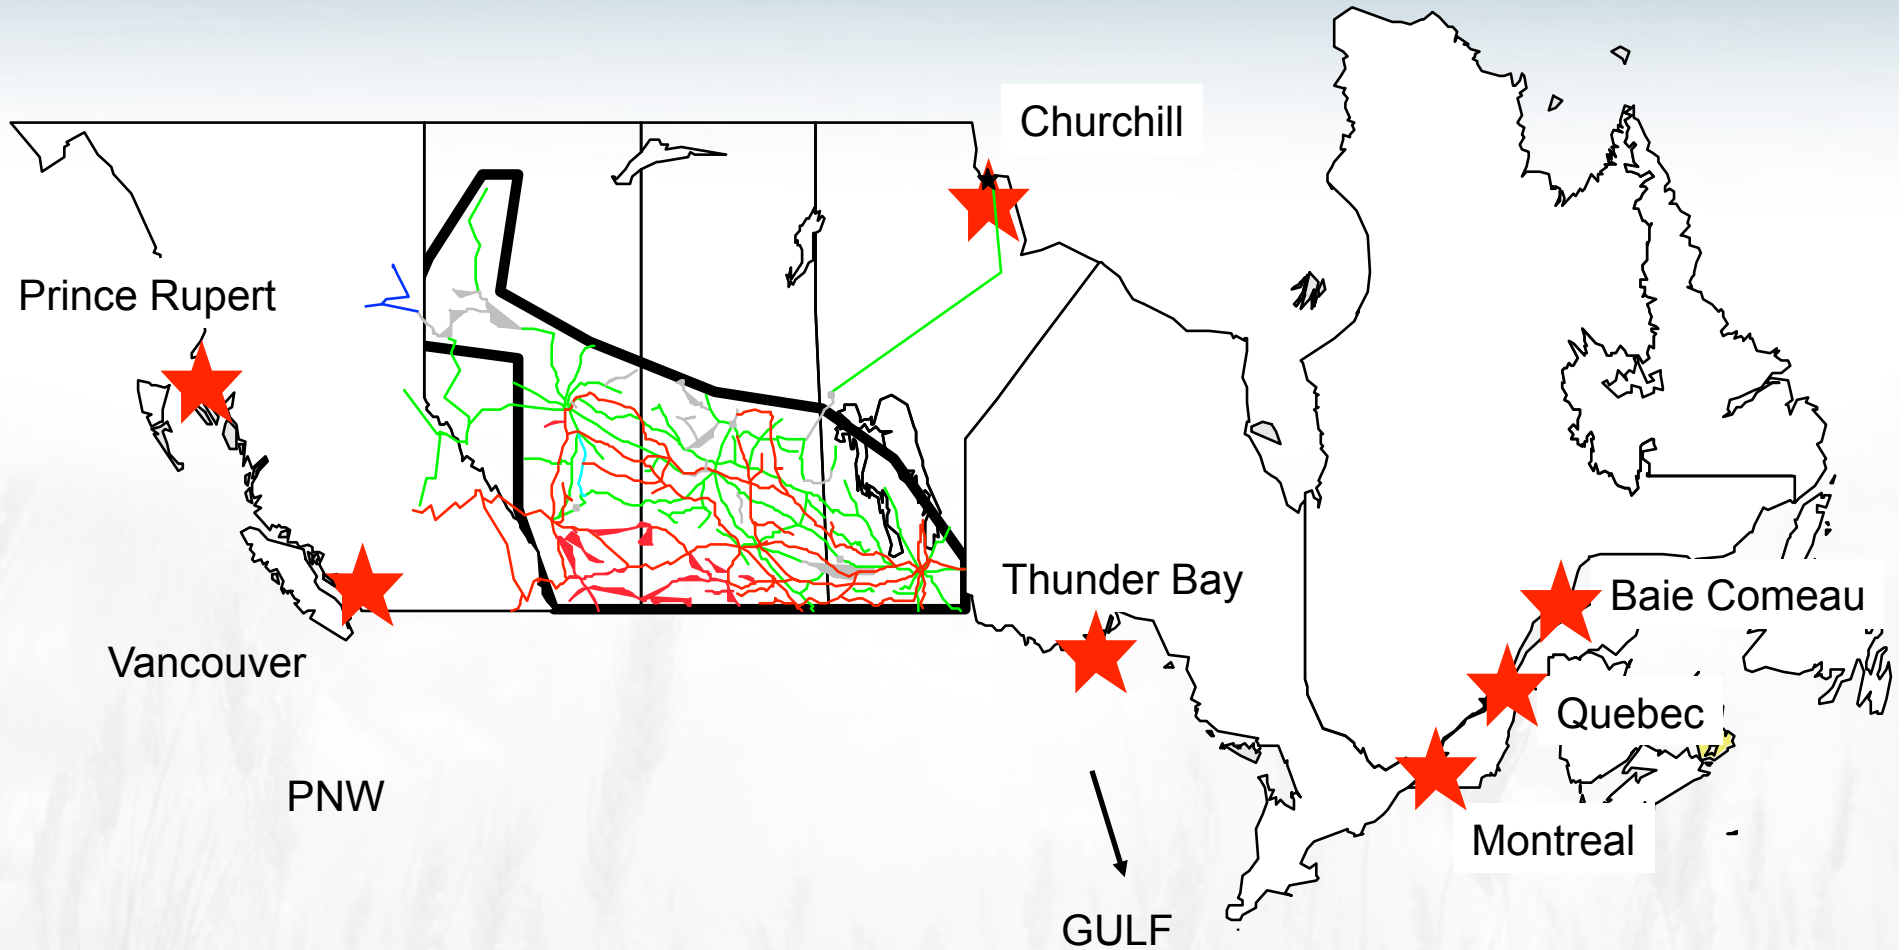 Churchill
Prince Rupert
Thunder Bay
Baie Comeau
Vancouver
Quebec
PNW
Montreal
GULF